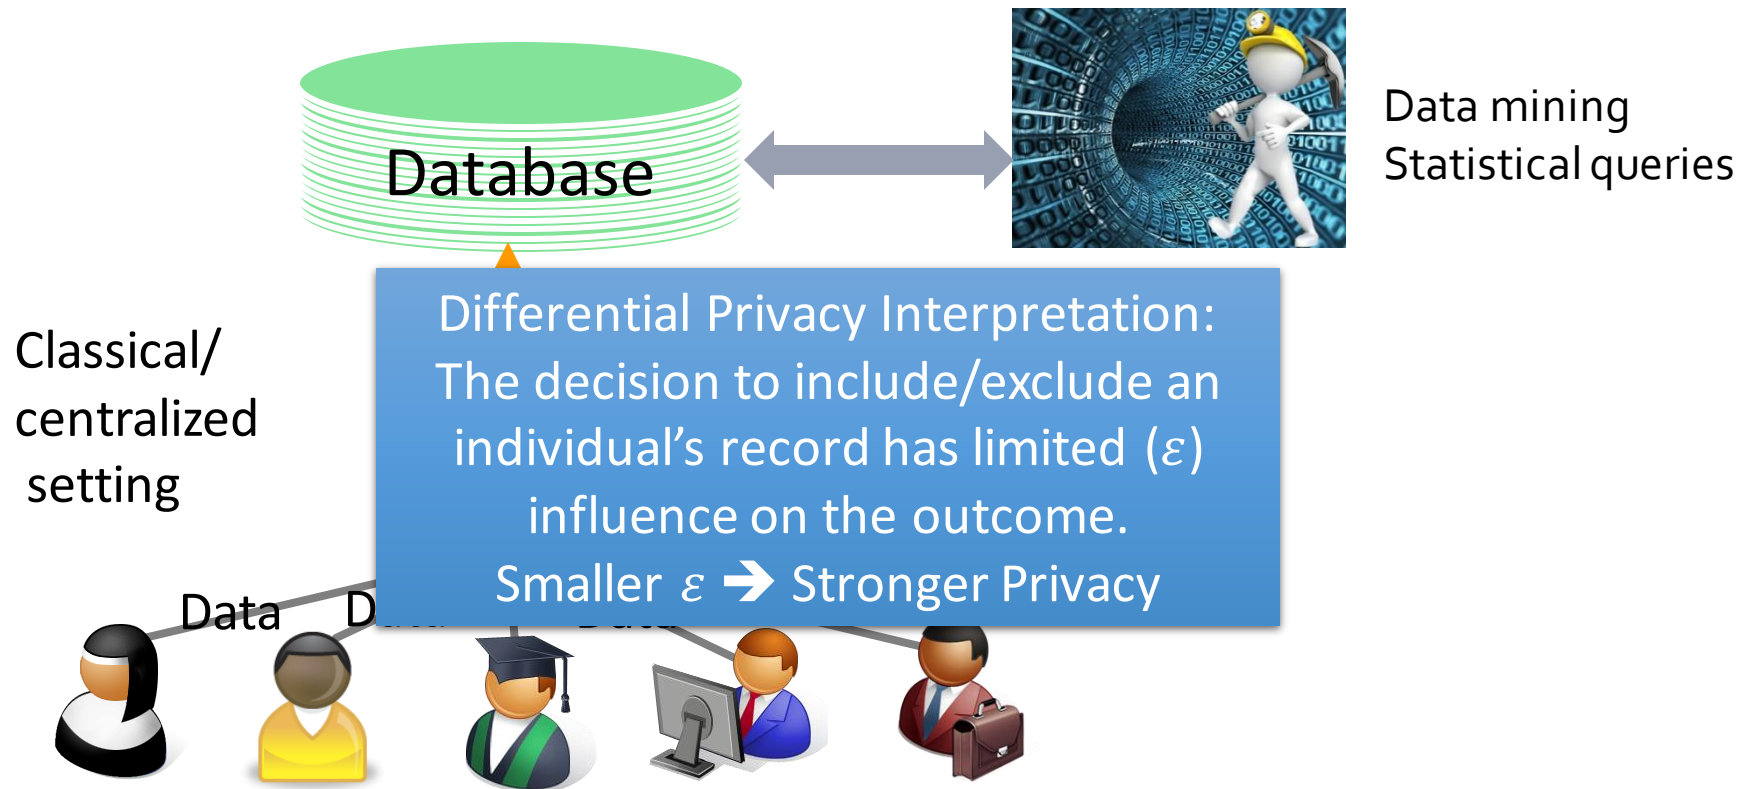 Database
Data mining
Statistical queries
Differential Privacy Interpretation:
The decision to include/exclude an
individual’s record has limited (ε)
influence on the outcome.
Smaller ε ➔ Stronger Privacy
Classical/
centralized
setting
Data